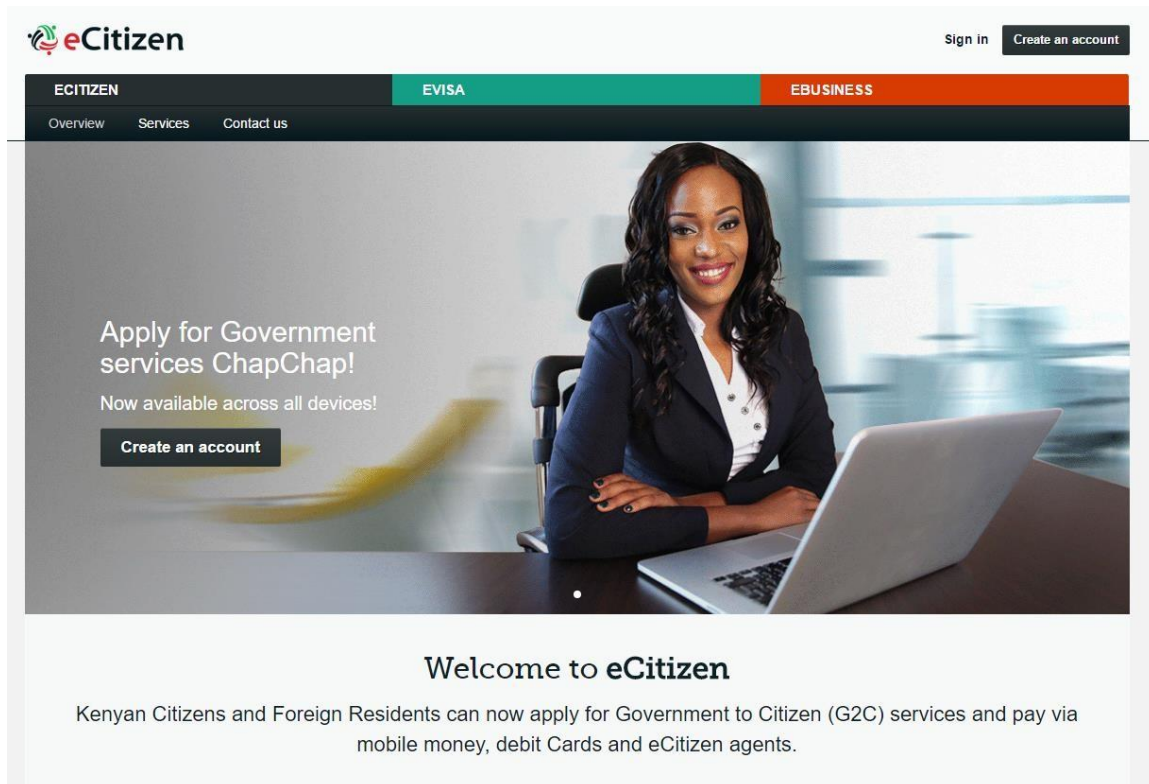 eCitizen
Sign in
Create an account
ECITIZEN
EVISA
EBUSINESS
Overview
Services
Contact us
Apply for Government
services ChapChap!
Now available across all devices!
Create an account
Welcome to eCitizen
Kenyan Citizens and Foreign Residents can now apply for Government to Citizen (G2C) services and pay via
mobile money, debit Cards and eCitizen agents.